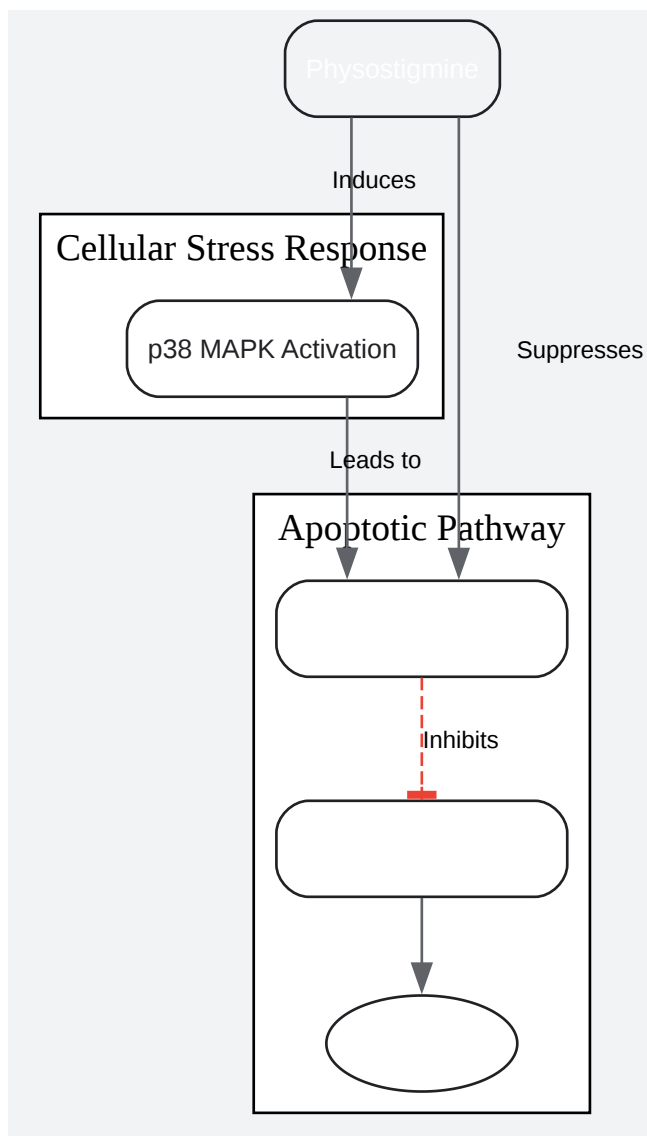 Physostigmine
Induces
Cellular Stress Response
p38 MAPK Activation
Suppresses
Leads to
Apoptotic Pathway
Inhibits